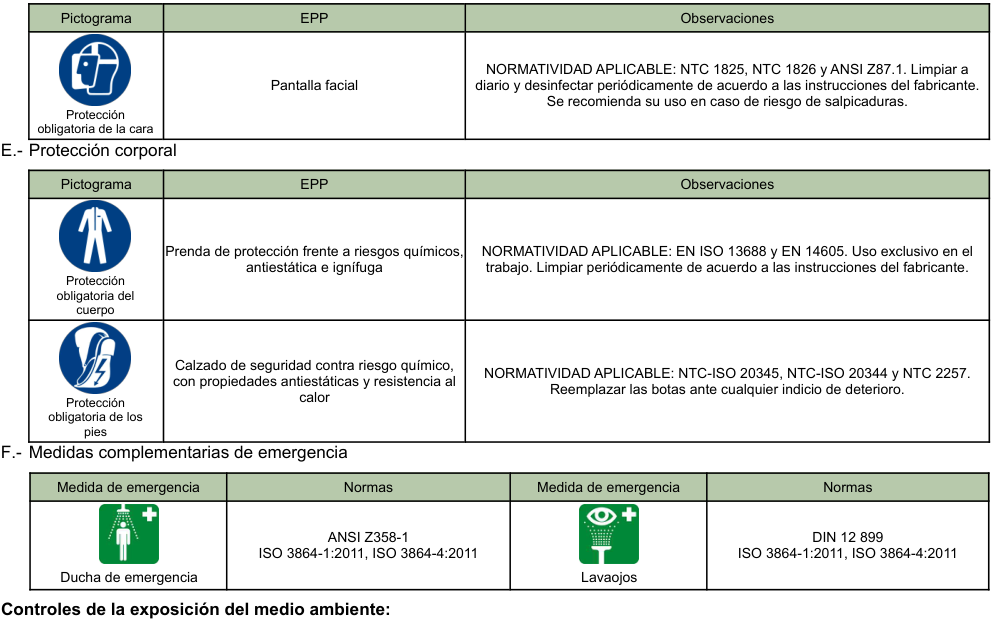 Pictograma EPP Observaciones
Protección
obligatoria de la cara
Pantalla facial
NORMATIVIDAD APLICABLE: NTC 1825, NTC 1826 y ANSI Z87.1. Limpiar a
diario y desinfectar periódicamente de acuerdo a las instrucciones del fabricante.
Se recomienda su uso en caso de riesgo de salpicaduras.
E.- Protección corporal
Pictograma EPP Observaciones
Protección
obligatoria del
cuerpo
Prenda de protección frente a riesgos químicos,
antiestática e ignífuga
NORMATIVIDAD APLICABLE: EN ISO 13688 y EN 14605. Uso exclusivo en el
trabajo. Limpiar periódicamente de acuerdo a las instrucciones del fabricante.
Protección
obligatoria de los
pies
Calzado de seguridad contra riesgo químico,
con propiedades antiestáticas y resistencia al
calor
NORMATIVIDAD APLICABLE: NTC-ISO 20345, NTC-ISO 20344 y NTC 2257.
Reemplazar las botas ante cualquier indicio de deterioro.
F.- Medidas complementarias de emergencia
Medida de emergencia Normas Medida de emergencia Normas
Ducha de emergencia
ANSI Z358-1
ISO 3864-1:2011, ISO 3864-4:2011
Lavaojos
DIN 12 899
ISO 3864-1:2011, ISO 3864-4:2011
Controles de la exposición del medio ambiente: